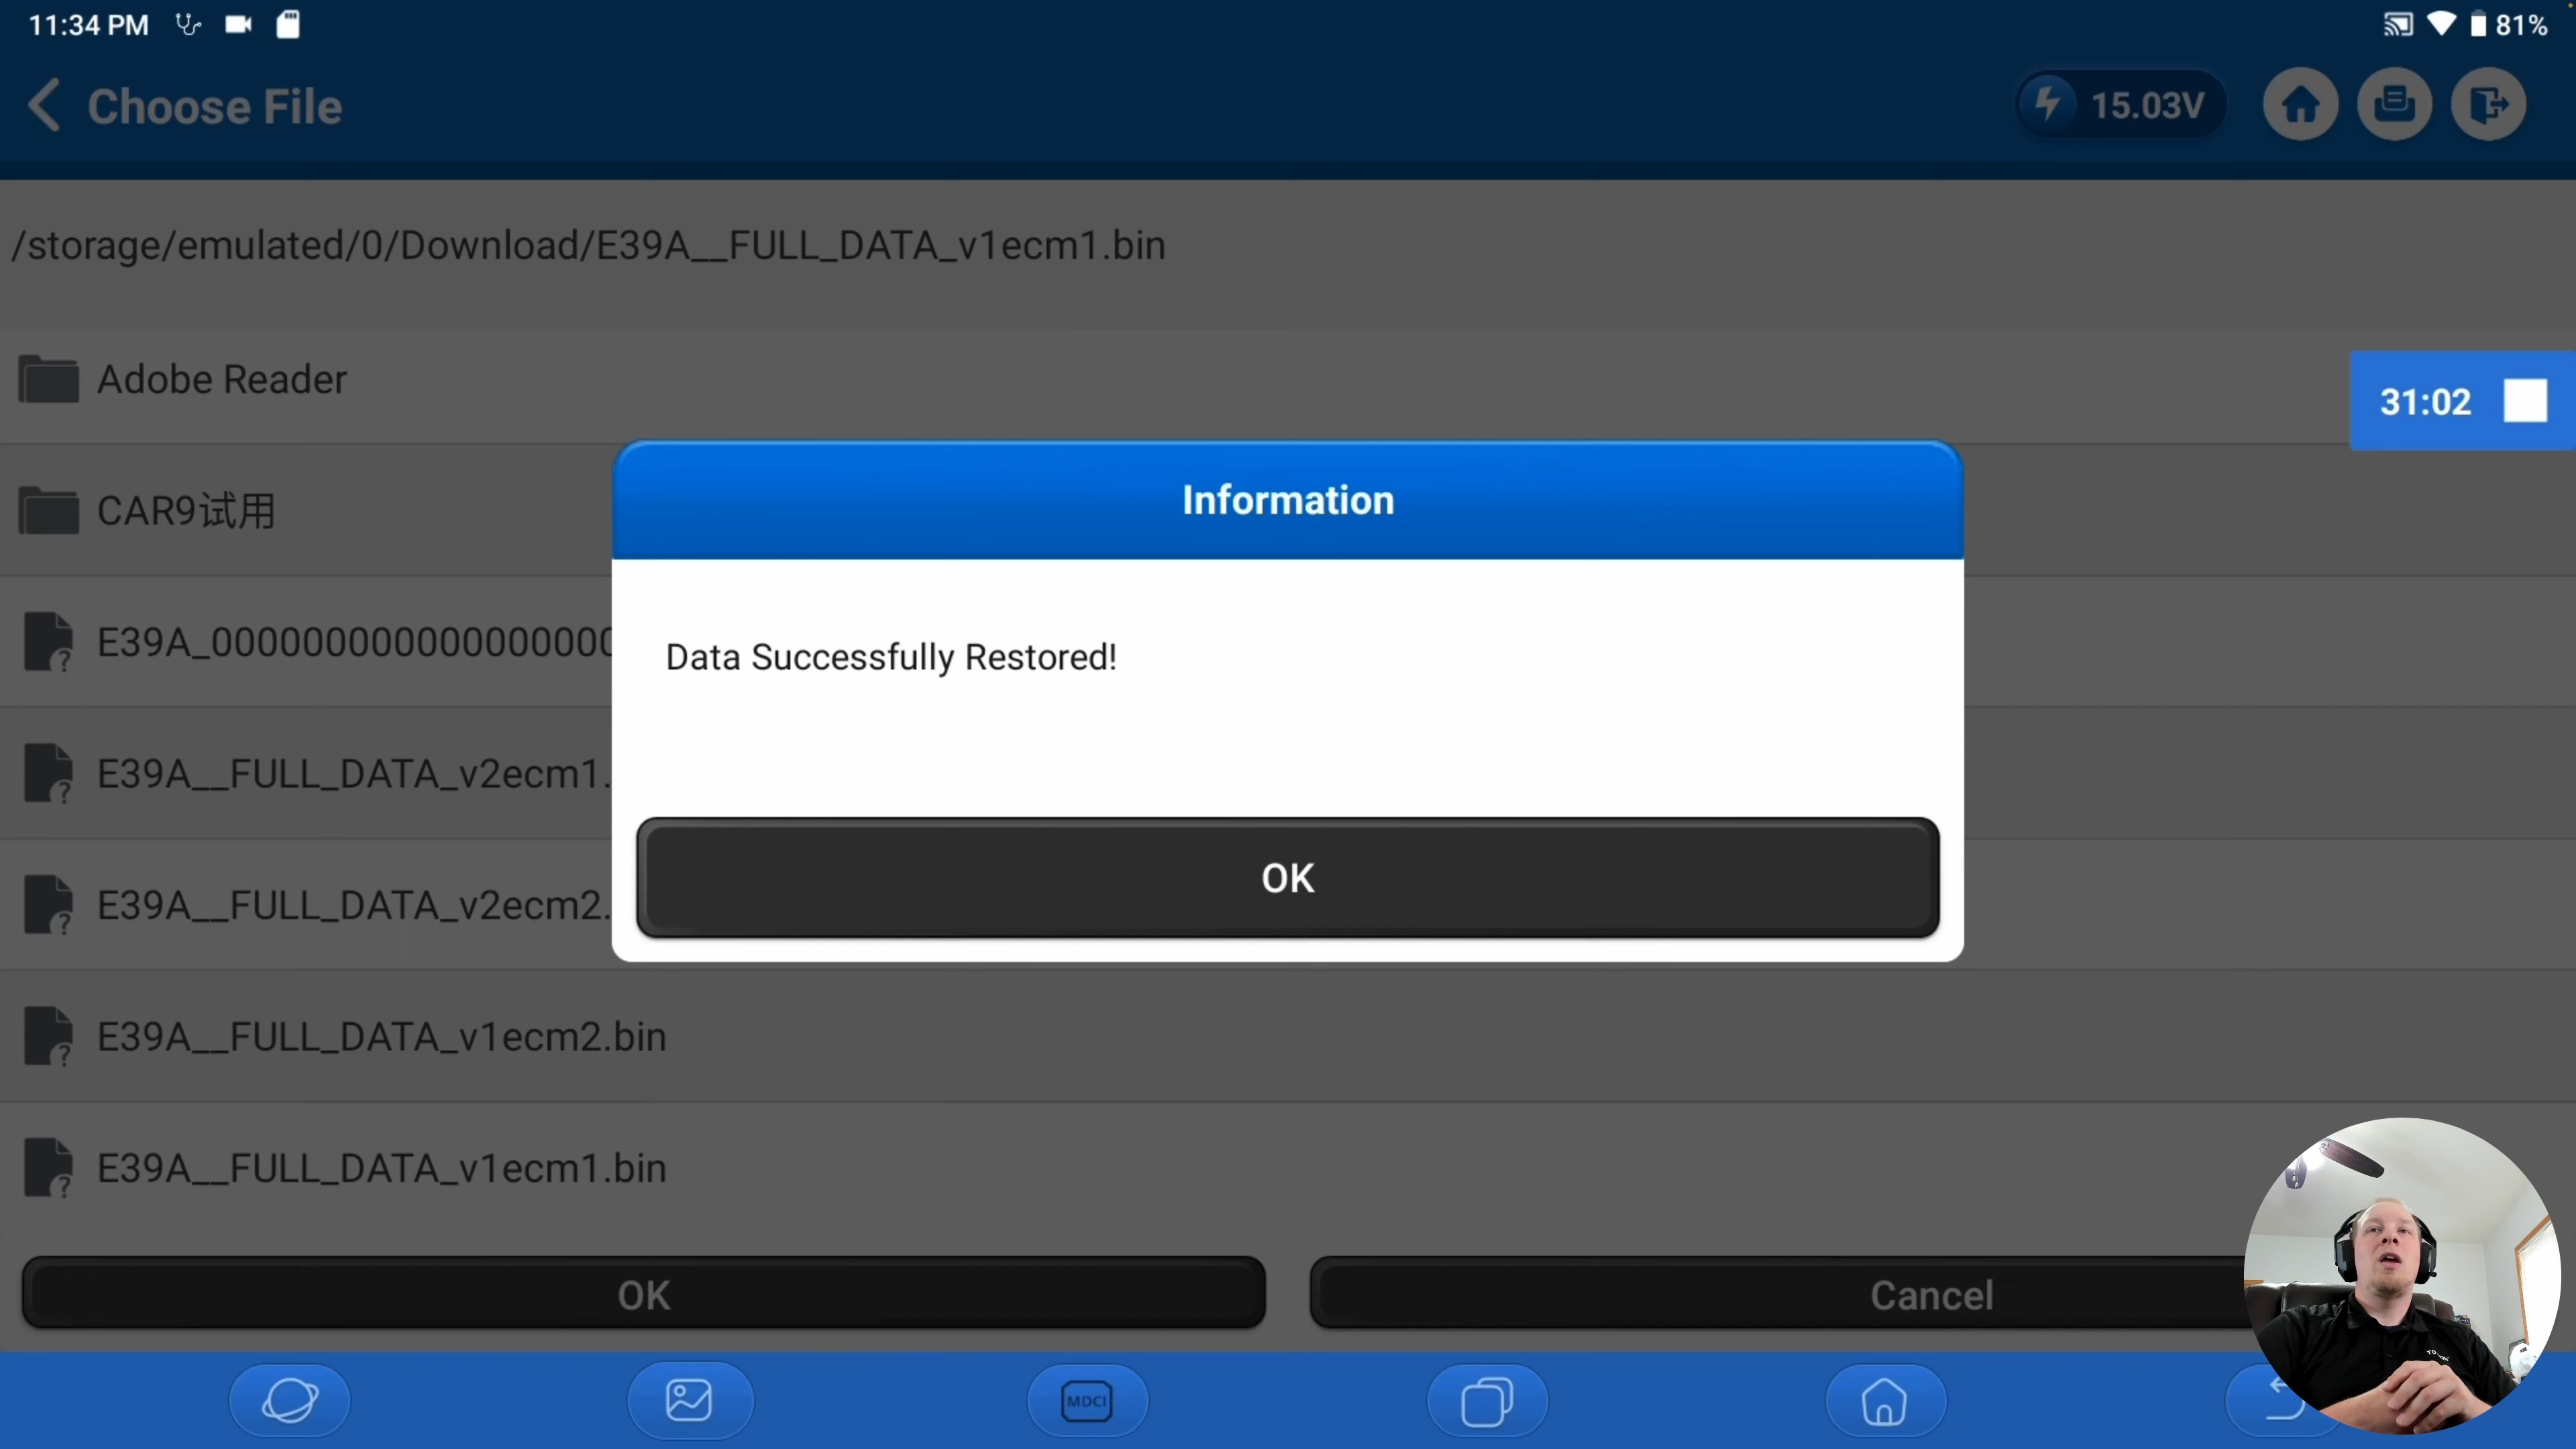 11:34 PM
81%
Choose File
15.03V
/storage/emulated/0/Download/E39A__FULL_DATA_v1ecm1.bin
Adobe Reader
31:02
CAR9试用
Information
E39A_00000000000000000
Data Successfully Restored!
E39A__FULL_DATA_v2ecm1.
OK
E39A__FULL_DATA_v2ecm2.
E39A__FULL_DATA_v1ecm2.bin
E39A__FULL_DATA_v1ecm1.bin
OK
Cancel
MDCI